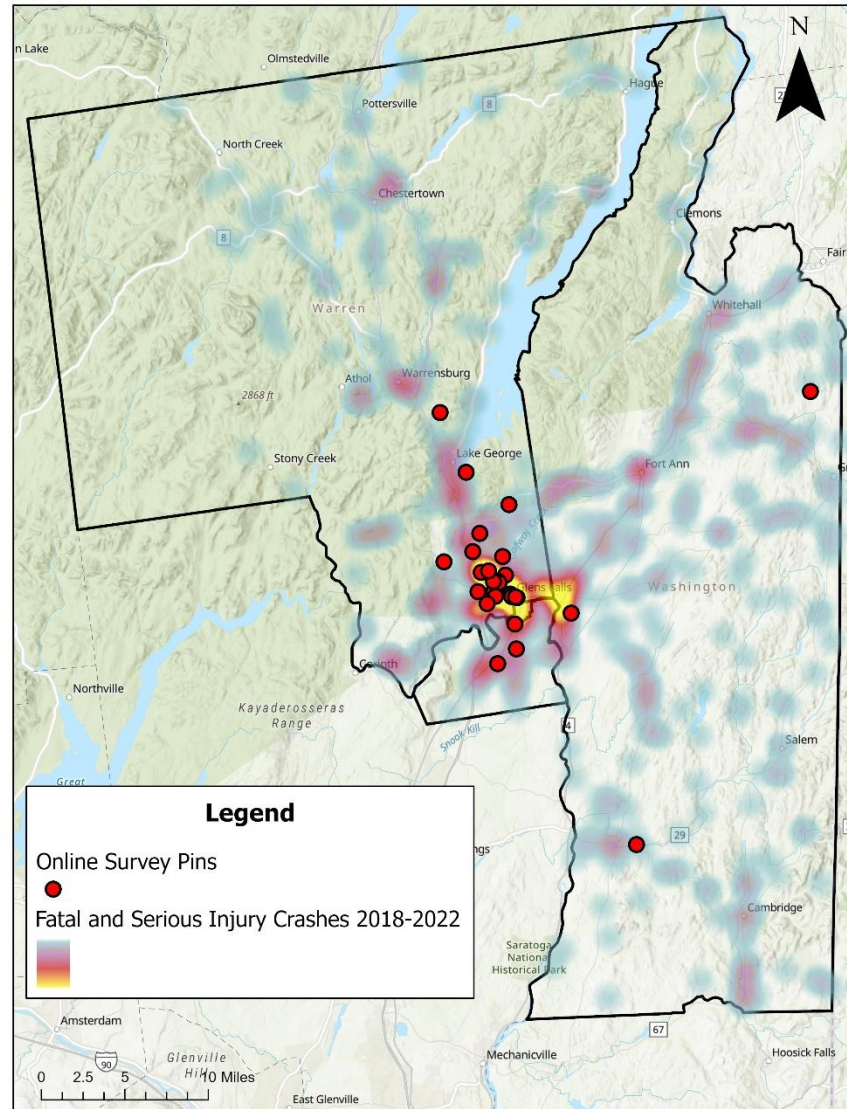 an Lake
Olmstedville
N
Pottersville
8
Hague
North Creek
Chestertown
8
Clemons
Fair
Warren
Whitehall
Athol
Warrensburg
2868 ft
Lake George
Stony Creek
Fort Ann
Glens Falls
Washington
Corinth
Northville
Kayaderosseras
Range
Snook Kill
4
Great
Salem
Legend
Online Survey Pins
29
ngs
Fatal and Serious Injury Crashes 2018-2022
Cambridge
Saratoga
National
Historical Park
Amsterdam
67
90
Glenville
Mechanicville
Hoosick Falls
0 2.5 5 10 Miles
East Glenville